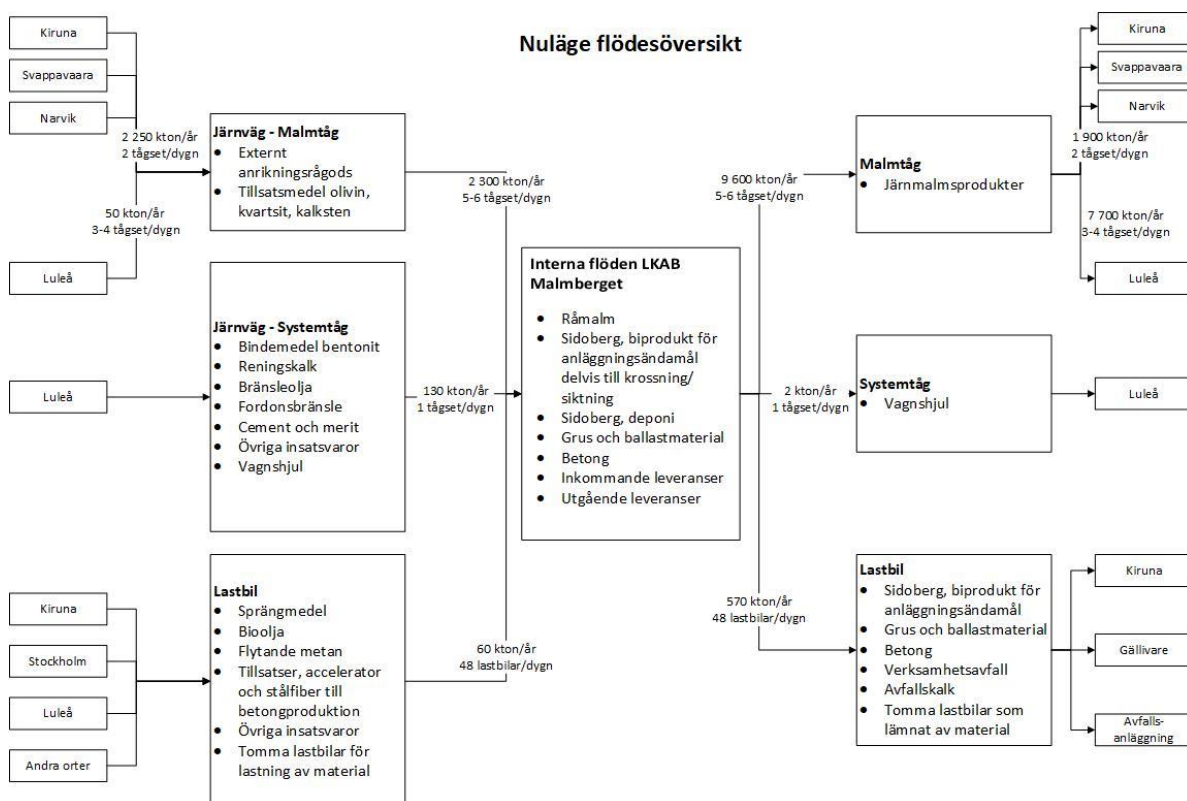 Nuläge flödesöversikt
Kiruna
Svappavaara
Narvik
2 250 kton/år
2 tågset/dygn
50 kton/år
3-4 tågset/dygn
Luleå
Järnväg - Malmtåg
• Externt
anrikningsrågods
• Tillsatsmedel olivin,
kvartsit, kalksten
2 300 kton/år
5-6 tågset/dygn
Luleå
Järnväg - Systemtåg
• Bindemedel bentonit
• Reningskalk
• Bränsleolja
• Fordonsbränsle
• Cement och merit
• Övriga insatsvaror
• Vagnshjul
130 kton/år
1 tågset/dygn
Kiruna
Stockholm
Luleå
Andra orter
Lastbil
• Sprängmedel
• Bioolja
• Flytande metan
• Tillsatser, accelerator
och stålfiber till
betongproduktion
• Övriga insatsvaror
• Tomma lastbilar för
lastning av material
60 kton/år
48 lastbilar/dygn
Interna flöden LKAB
Malmberget
• Råmalm
• Sidoberg, biprodukt för
anläggningsändamål
delvis till krossning/
siktning
• Sidoberg, deponi
• Grus och ballastmaterial
• Betong
• Inkommande leveranser
• Utgående leveranser
9 600 kton/år
5-6 tågset/dygn
Malmtåg
• Järnmalmsprodukter
Kiruna
Svappavaara
Narvik
1 900 kton/år
2 tågset/dygn
7 700 kton/år
3-4 tågset/dygn
Luleå
2 kton/år
1 tågset/dygn
Systemtåg
• Vagnshjul
Luleå
570 kton/år
48 lastbilar/dygn
Lastbil
• Sidoberg, biprodukt för
anläggningsändamål
• Grus och ballastmaterial
• Betong
• Verksamhetsavfall
• Avfallskalk
• Tomma lastbilar som
lämnat av material
Kiruna
Gällivare
Avfalls-
anläggning